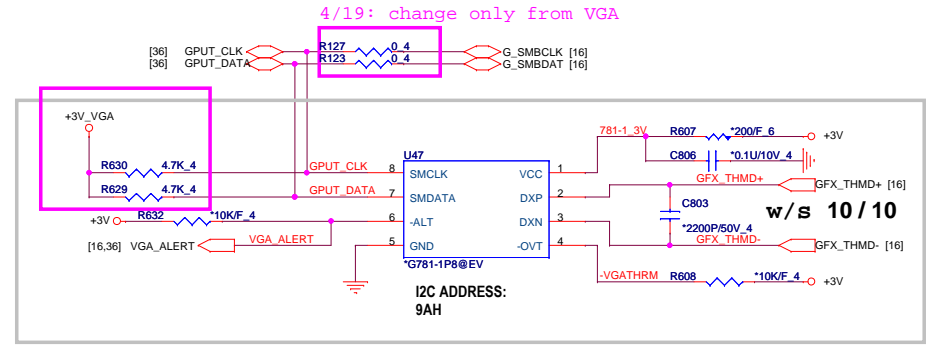 4/19: change only from VGA
[36] GPUT_CLK R127 0_4 G_SMBCLK [16]
[36] GPUT_DATA R123 0_4 G_SMBDAT [16]
+3V_VGA
781-1_3V R607 *200/F_6 +3V
C806 *0.1U/10V_4
R630 4.7K_4 GPUT_CLK 8 SMCLK U47 VCC 1
R629 4.7K_4 GPUT_DATA 7 SMDATA DXP 2 GFX_THMD+ GFX_THMD+ [16]
C803 w/s 10 / 10
*2200P/50V_4
+3V R632 *10K/F_4 6 -ALT DXN 3 GFX_THMD- GFX_THMD- [16]
[16,36] VGA_ALERT VGA_ALERT 5 GND -OVT 4
*G781-1P8@EV
-VGATHRM R608 *10K/F_4 +3V
I2C ADDRESS:
9AH